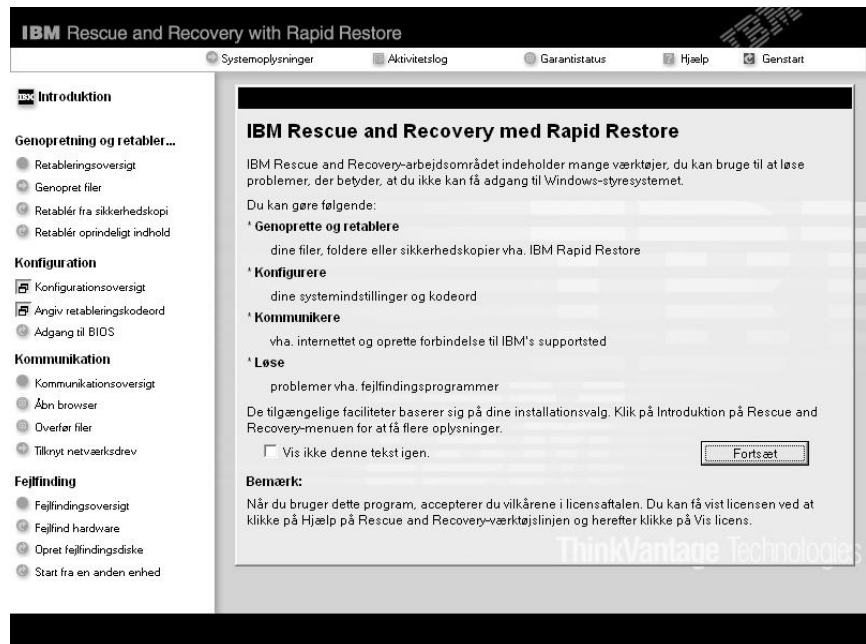 IBM Rescue and Recovery with Rapid Restore
IBM
Systemoplysninger
Aktivitetslog
Garantistatus
Hjælp
Genstart
Introduktion
Genopretning og retabler...
Retableringsoversigt
Genopret filer
Retablér fra sikkerhedskopi
Retablér oprindeligt indhold
Konfiguration
Konfigurationsoversigt
Angiv retableringskodeord
Adgang til BIOS
Kommunikation
Kommunikationsoversigt
Åbn browser
Overfør filer
Tilknyt netværksdrev
Fejlfinding
Fejlfindingsoversigt
Fejlfind hardware
Opret fejlfindingsdiske
Start fra en anden enhed
IBM Rescue and Recovery med Rapid Restore
IBM Rescue and Recovery-arbejdsområdet indeholder mange værktøjer, du kan bruge til at løse
problemer, der betyder, at du ikke kan få adgang til Windows-styresystemet.
Du kan gøre følgende:
* Genoprette og retablere
dine filer, foldere eller sikkerhedskopier vha. IBM Rapid Restore
* Konfigurere
dine systemindstillinger og kodeord
* Kommunikere
vha. internettet og oprette forbindelse til IBM's supportsted
* Løse
problemer vha. fejlfindingsprogrammer
De tilgængelige faciliteter baserer sig på dine installationsvalg. Klik på Introduktion på Rescue and
Recovery-menuen for at få flere oplysninger.
Vis ikke denne tekst igen.
Fortsæt
Bemærk:
Når du bruger dette program, accepterer du vilkårene i licensaftalen. Du kan få vist licensen ved at
klikke på Hjælp på Rescue and Recovery-værktøjslinjen og herefter klikke på Vis licens.
ThinkVantage Technologies